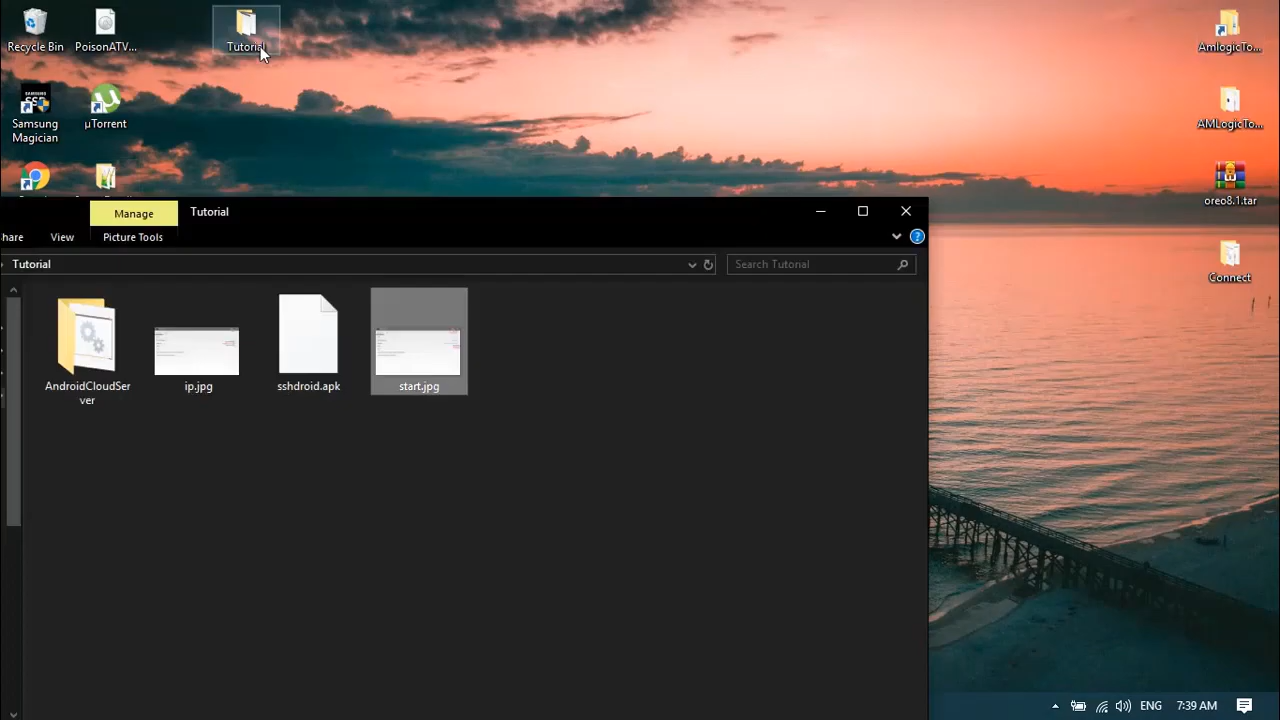 Recycle Bin
PoisonATV...
Tutorial
AmlogicTo...
SSD
Samsung
Magician
µTorrent
AMLogicTo...
oreo8.1.tar
Connect
Manage
Tutorial
hare
View
Picture Tools
Tutorial
Search Tutorial
AndroidCloudSer
ver
ip.jpg
sshdroid.apk
start.jpg
ENG
7:39 AM